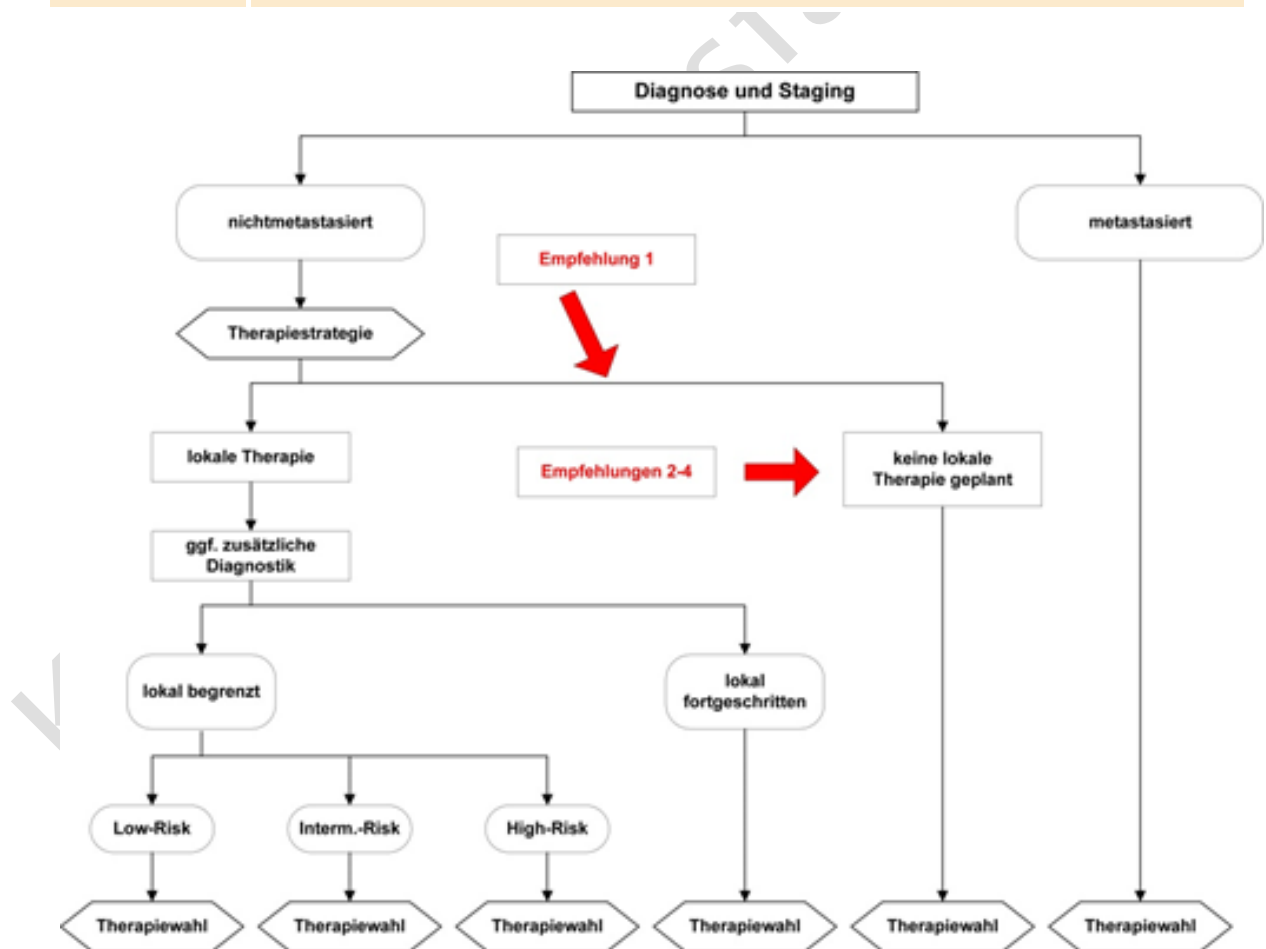 Diagnose und Staging
nichtmetastasiert
metastasiert
Empfehlung 1
Therapiestrategie
lokale Therapie
Empfehlungen 2-4
keine lokale
Therapie geplant
ggf. zusätzliche
Diagnostik
lokal begrenzt
lokal
fortgeschritten
Low-Risk
Interm.-Risk
High-Risk
Therapiewahl
Therapiewahl
Therapiewahl
Therapiewahl
Therapiewahl
Therapiewahl